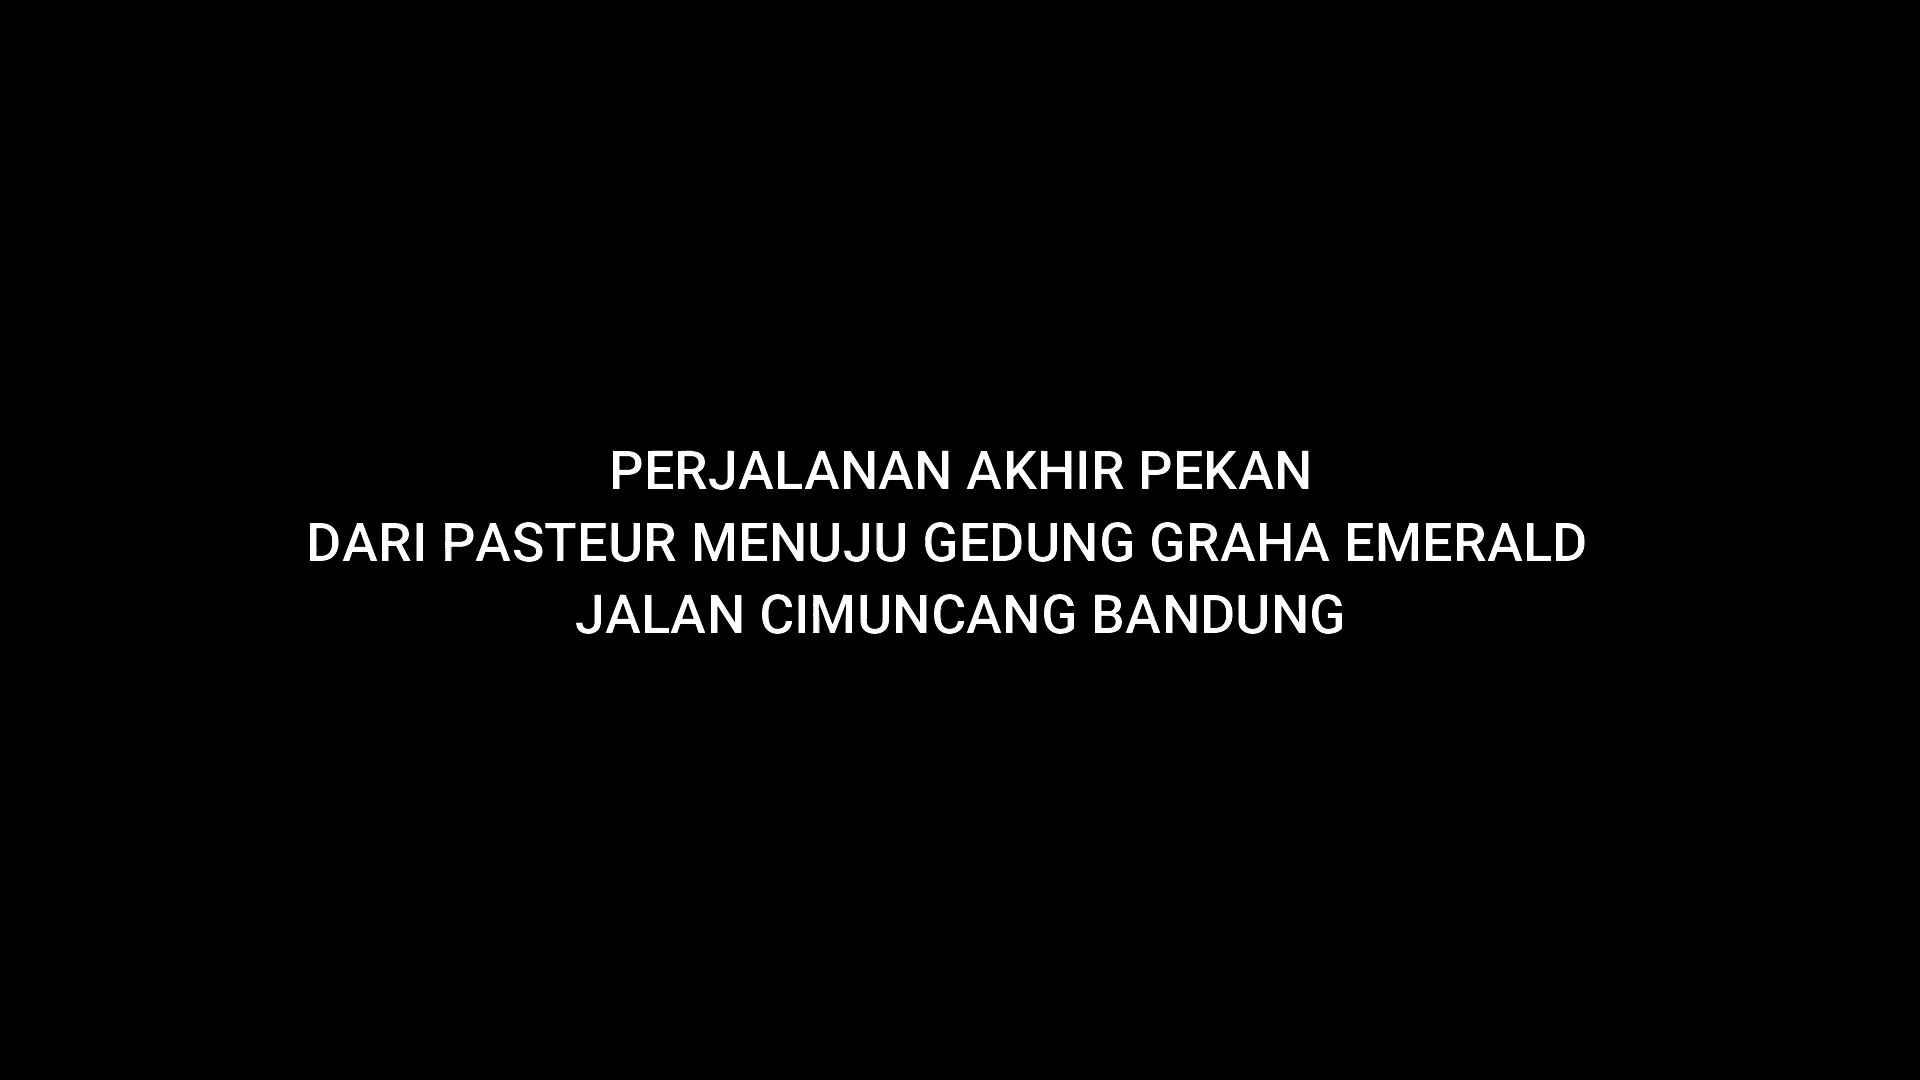 PERJALANAN AKHIR PEKAN
DARI PASTEUR MENUJU GEDUNG GRAHA EMERALD
JALAN CIMUNCANG BANDUNG